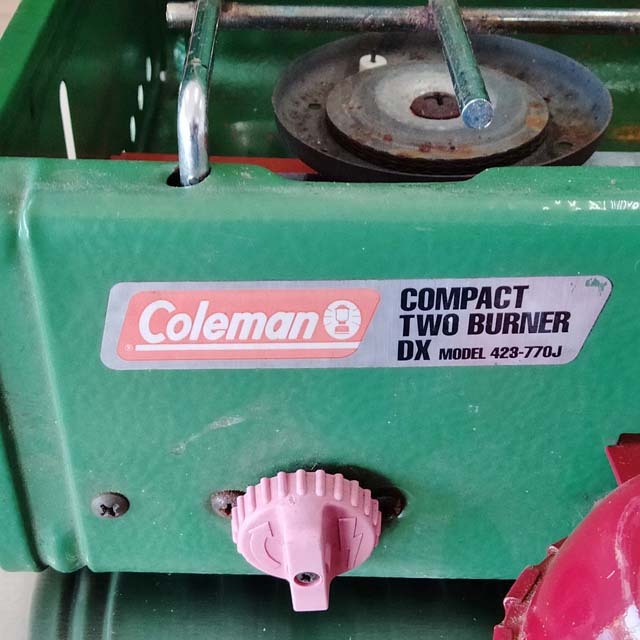 Coleman
COMPACT
TWO BURNER
DX MODEL 423-770J